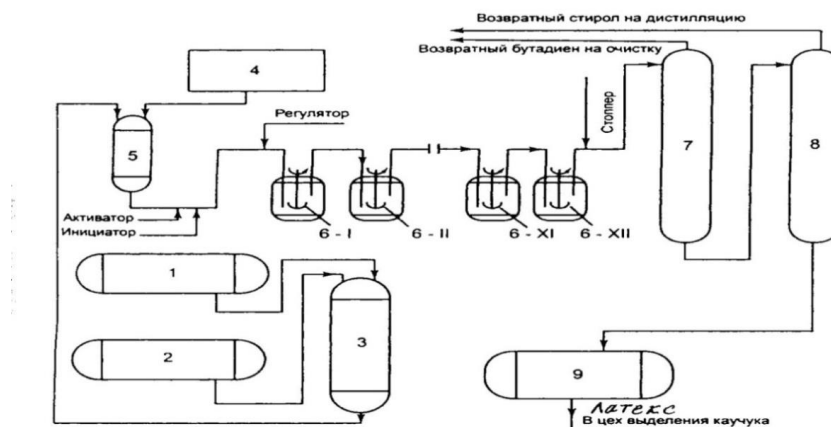 Возвратный стирол на дистилляцию
Возвратный бутадиен на очистку
4
Регулятор
Стоппер
5
7
8
Активатор
Инициатор
6 - I
6 - II
6 - XI
6 - XII
1
2
3
9
Латекс
В цех выделения каучука